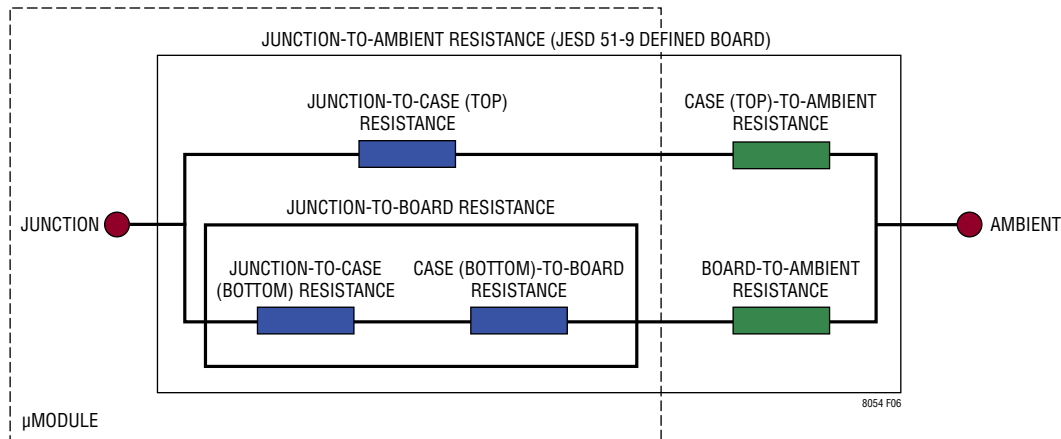 JUNCTION-TO-AMBIENT RESISTANCE (JESD 51-9 DEFINED BOARD)
JUNCTION-TO-CASE (TOP)
RESISTANCE
CASE (TOP)-TO-AMBIENT
RESISTANCE
JUNCTION
JUNCTION-TO-BOARD RESISTANCE
AMBIENT
JUNCTION-TO-CASE
(BOTTOM) RESISTANCE
CASE (BOTTOM)-TO-BOARD
RESISTANCE
BOARD-TO-AMBIENT
RESISTANCE
8054 F06
µMODULE